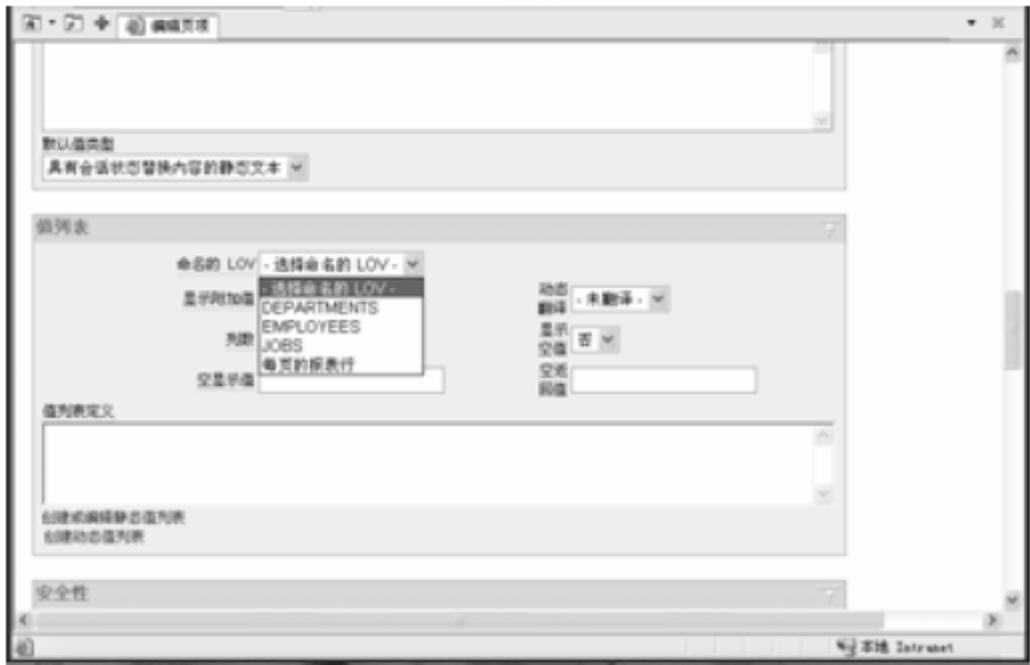 编辑页项
默认值类型
具有会话状态替换内容的静态文本
值列表
命名的 LOV
- 选择命名的 LOV -
- 选择命名的 LOV -
DEPARTMENTS
EMPLOYEES
JOBS
每页的报表行
显示附加值
动态翻译
- 未翻译 -
列数
显示空值
否
空显示值
空返回值
值列表定义
创建或编辑静态值列表
创建动态值列表
安全性
本地 Intranet